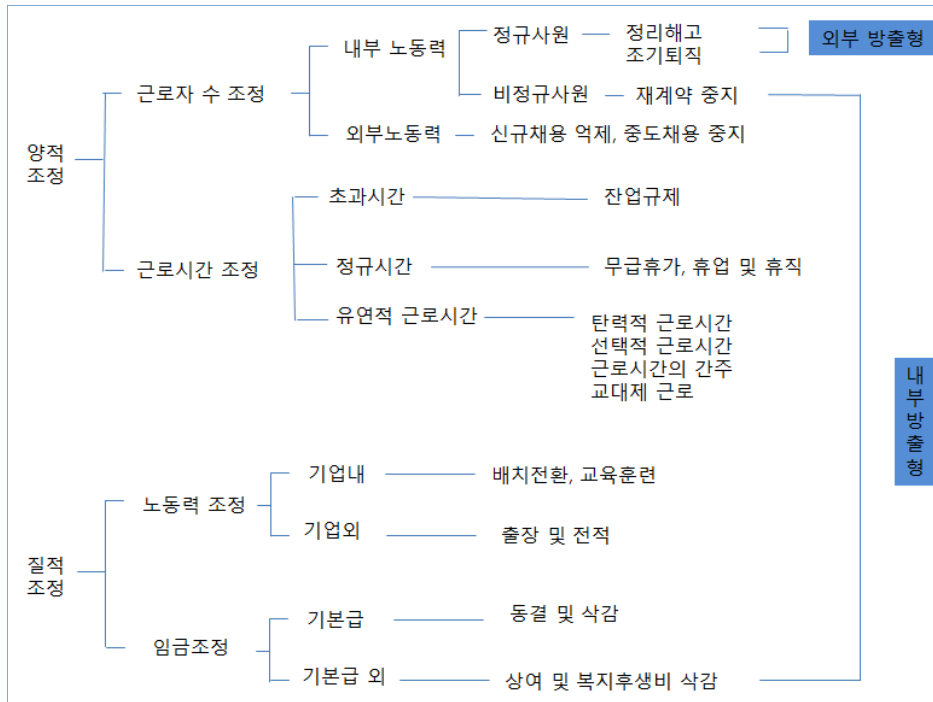 정규사원
정리해고
조기퇴직
외부 방출형
내부 노동력
비정규사원
재계약 중지
근로자 수 조정
외부노동력
신규채용 억제, 중도채용 중지
양적
조정
초과시간
잔업규제
근로시간 조정
정규시간
무급휴가, 휴업 및 휴직
유연적 근로시간
탄력적 근로시간
선택적 근로시간
근로시간의 간주
교대제 근로
내
부
방
출
형
기업내
배치전환, 교육훈련
노동력 조정
기업외
출장 및 전적
질적
조정
기본급
동결 및 삭감
임금조정
기본급 외
상여 및 복지후생비 삭감